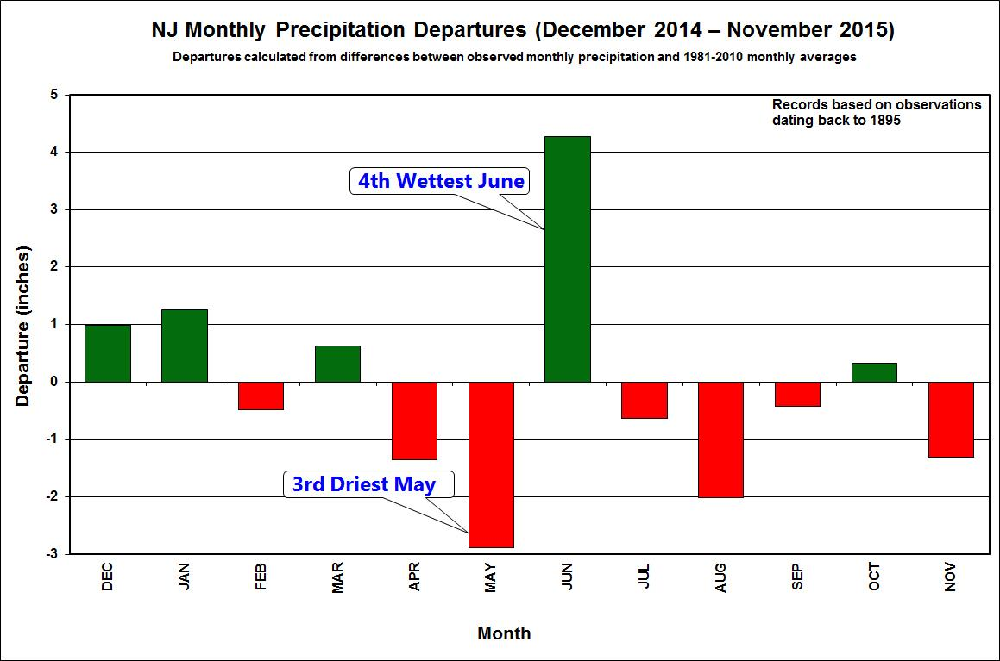 NJ Monthly Precipitation Departures (December 2014 – November 2015)
Departures calculated from differences between observed monthly precipitation and 1981-2010 monthly averages
Records based on observations
dating back to 1895
5
4
3
2
1
0
-1
-2
-3
Departure (inches)
4th Wettest June
3rd Driest May
DEC
JAN
FEB
MAR
APR
MAY
JUN
JUL
AUG
SEP
OCT
NOV
Month